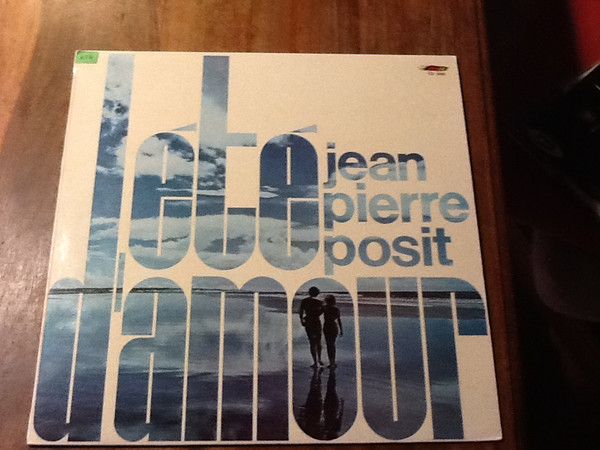 l'été
jean
pierre
posit
d'amour